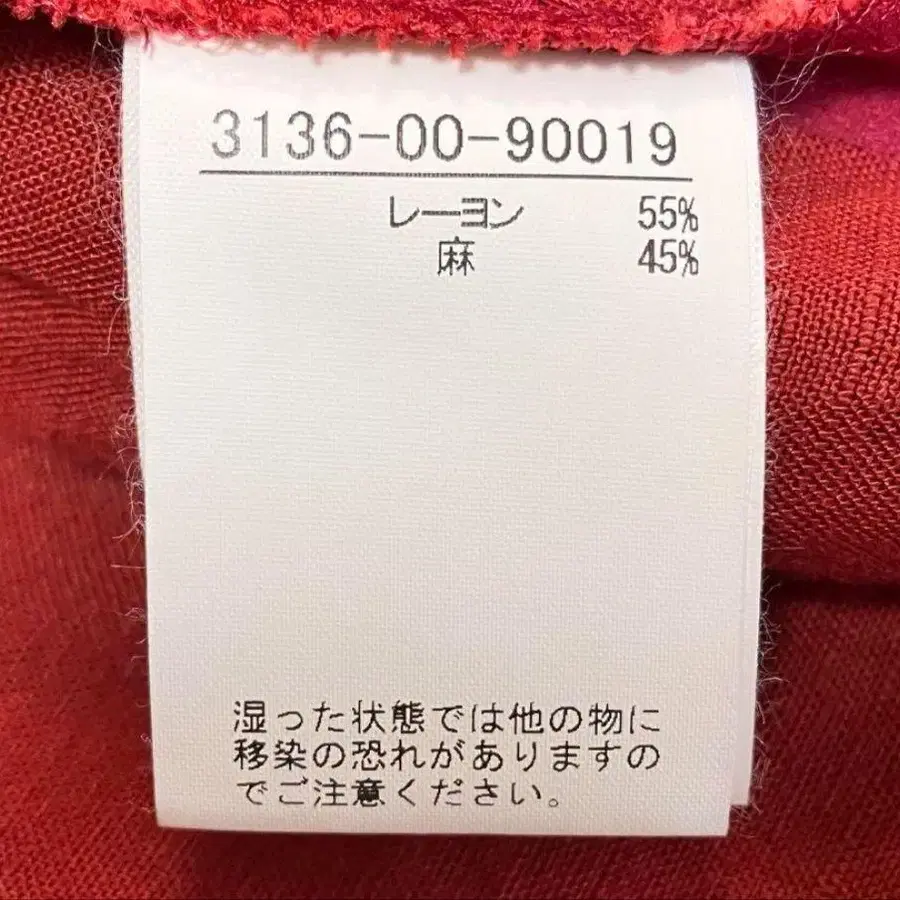 3136-00-90019
レーヨン 55%
麻 45%
湿った状態では他の物に
移染の恐れがありますの
でご注意ください。